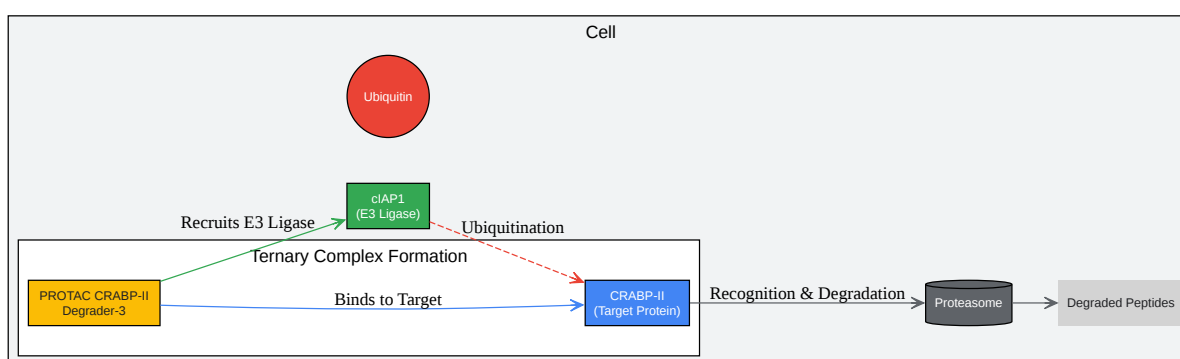 Cell
Ubiquitin
cIAP1
(E3 Ligase)
Recruits E3 Ligase
Ubiquitination
Ternary Complex Formation
PROTAC CRABP-II
Degrader-3
Binds to Target
CRABP-II
(Target Protein)
Recognition & Degradation
Proteasome
Degraded Peptides